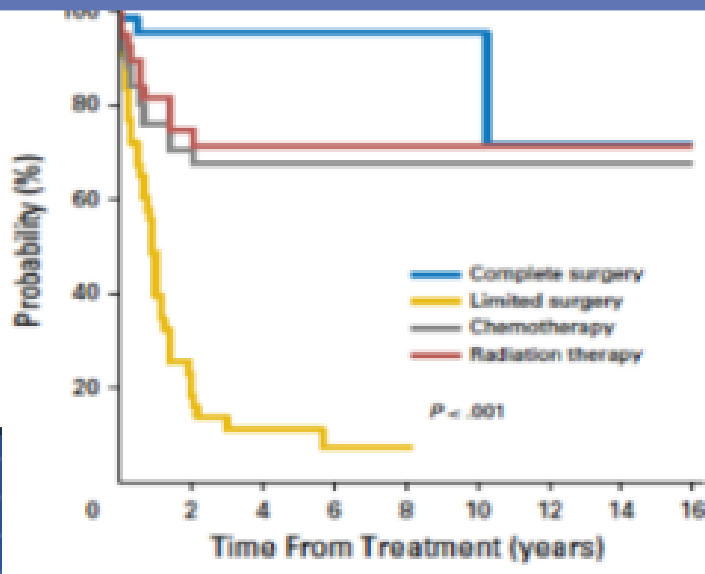 100
80
60
40
20
Probability (%)
Complete surgery
Limited surgery
Chemotherapy
Radiation therapy
P < .001
0 2 4 6 8 10 12 14 16
Time From Treatment (years)